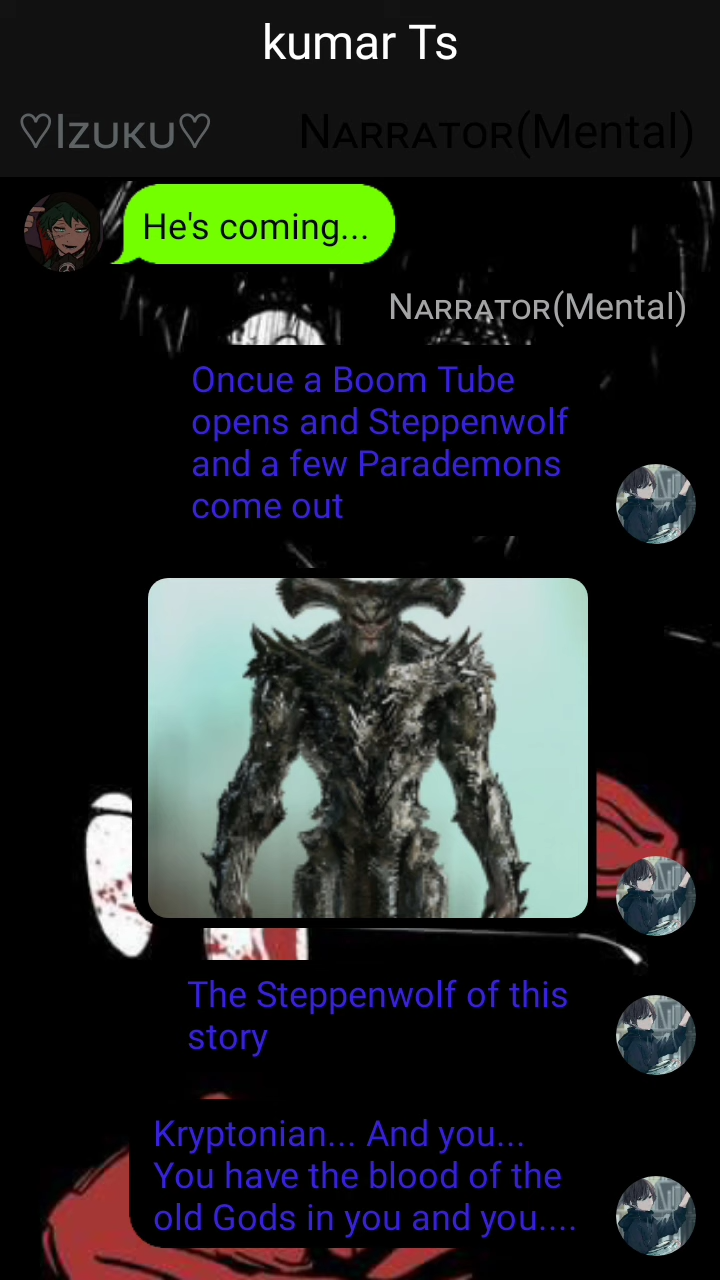 kumar Ts
♡Izuku♡ Narrator(Mental)
He's coming...
Narrator(Mental)
Oncue a Boom Tube
opens and Steppenwolf
and a few Parademons
come out
The Steppenwolf of this
story
Kryptonian... And you...
You have the blood of the
old Gods in you and you....